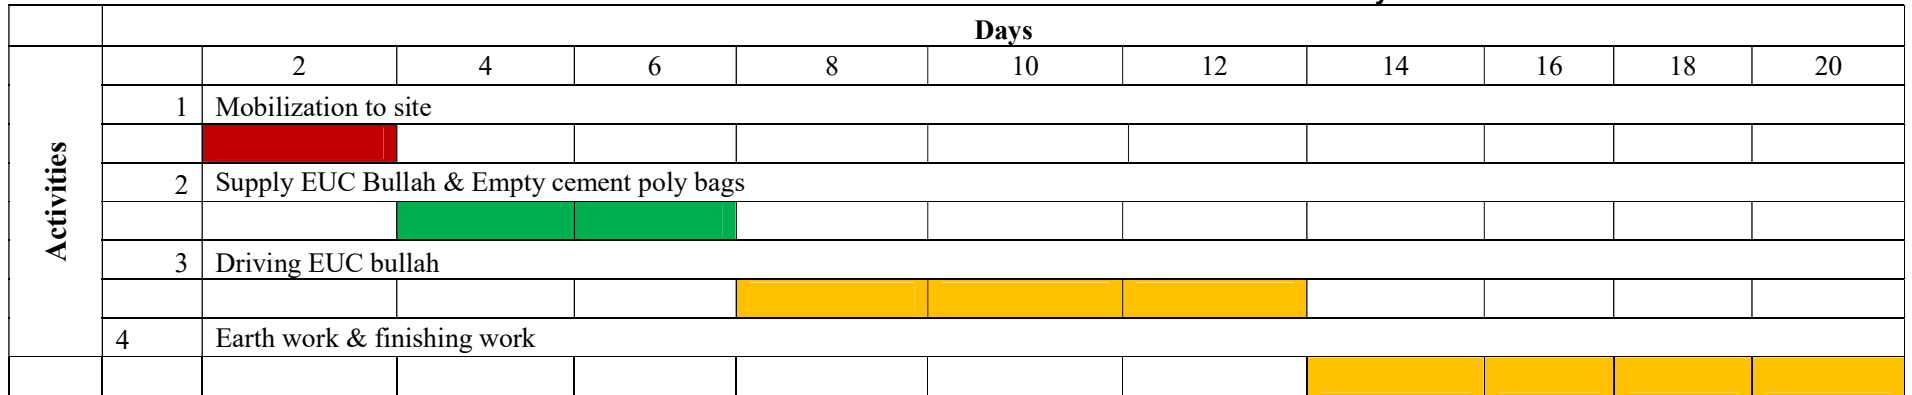 Days
2 4 6 8 10 12 14 16 18 20
Activities
1 Mobilization to site
2 Supply EUC Bullah & Empty cement poly bags
3 Driving EUC bullah
4 Earth work & finishing work